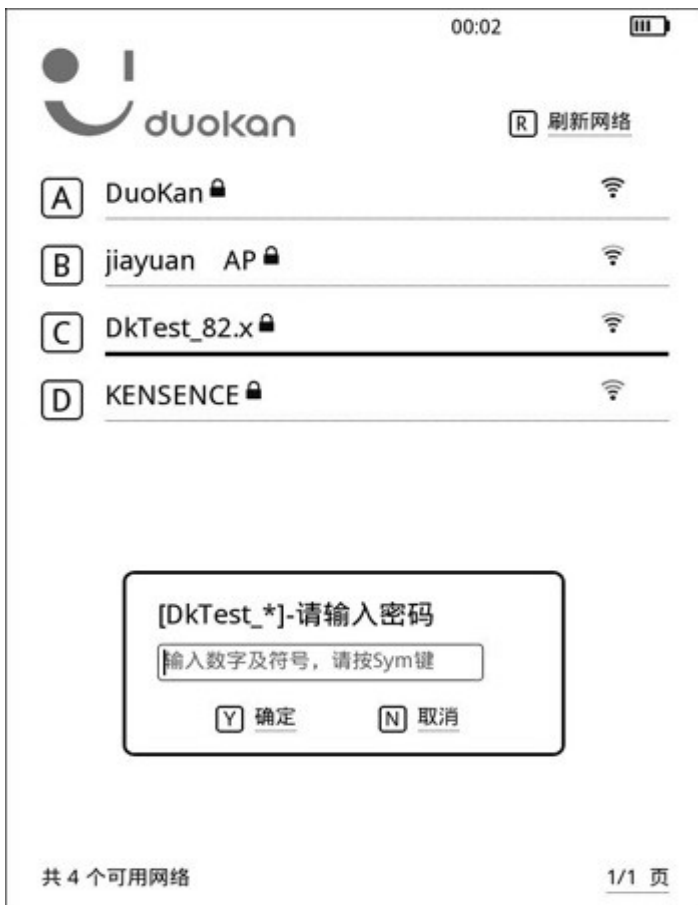 00:02
duokan
R 刷新网络
A DuoKan
B jiayuan AP
C DkTest_82.x
D KENSENCE
[DkTest_*]-请输入密码
输入数字及符号，请按Sym键
Y 确定 N 取消
共 4 个可用网络 1/1 页